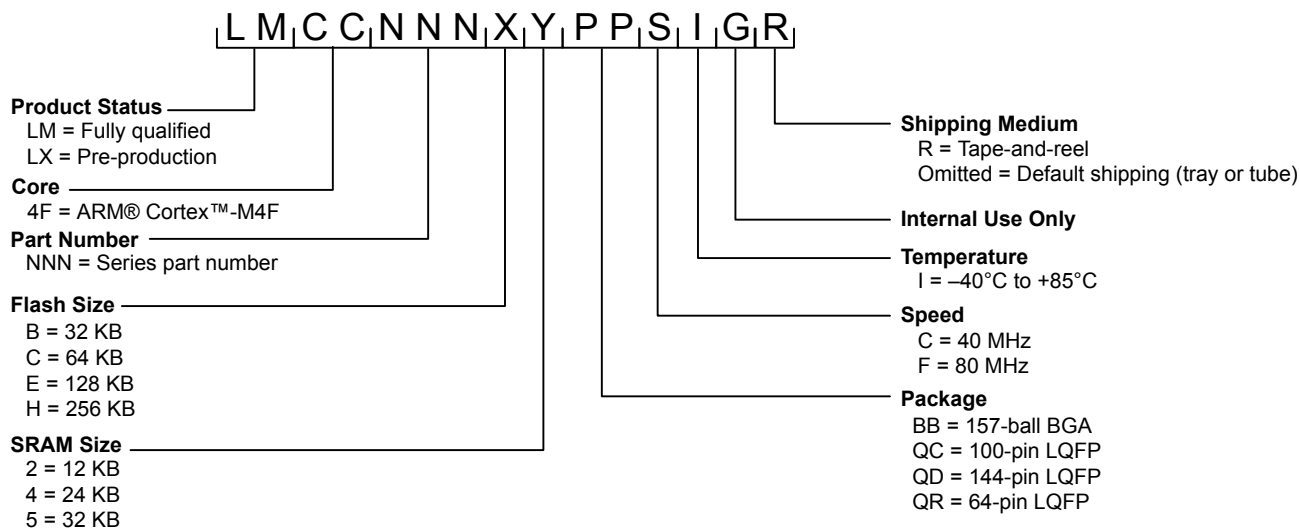 L M C C N N N X Y P P S I G R
Product Status
LM = Fully qualified
LX = Pre-production
Core
4F = ARM® Cortex™-M4F
Part Number
NNN = Series part number
Flash Size
B = 32 KB
C = 64 KB
E = 128 KB
H = 256 KB
SRAM Size
2 = 12 KB
4 = 24 KB
5 = 32 KB
Shipping Medium
R = Tape-and-reel
Omitted = Default shipping (tray or tube)
Internal Use Only
Temperature
I = –40°C to +85°C
Speed
C = 40 MHz
F = 80 MHz
Package
BB = 157-ball BGA
QC = 100-pin LQFP
QD = 144-pin LQFP
QR = 64-pin LQFP